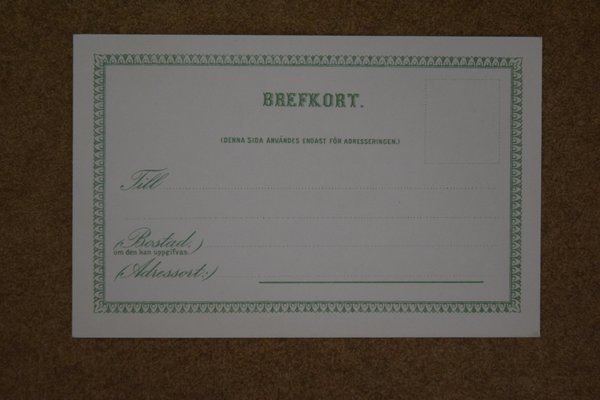 BREFKORT.
(DENNA SIDA ANVÄNDES ENDAST FÖR ADRESSERINGEN.)
Till
(Bostad.)
om den kan uppgifvas.
(Adressort:)